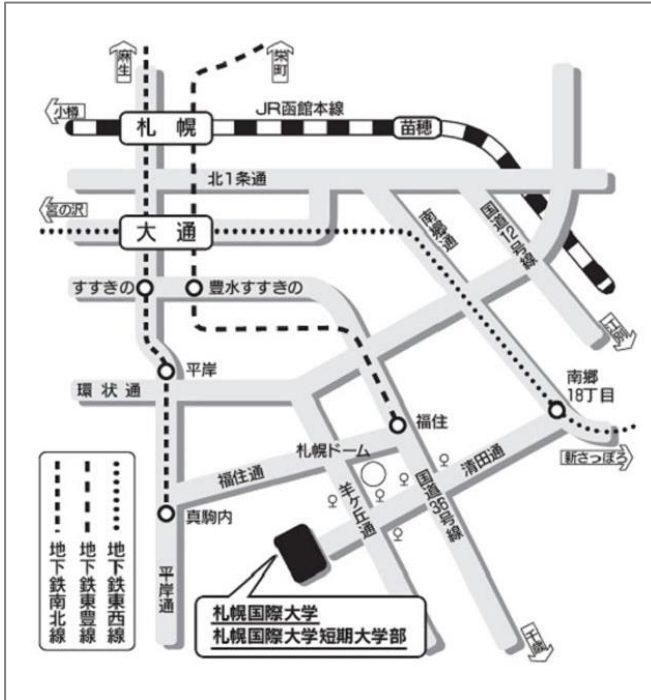 麻生
栄町
小樽
JR函館本線
札幌
苗穂
北1条通
宮の沢
大通
南郷通
国道12号線
すすきの
豊水すすきの
江別
平岸
環状通
南郷
18丁目
福住
札幌ドーム
福住通
清田通
新さっぽろ
羊ケ丘通
国道36号線
真駒内
平岸通
地下鉄南北線
地下鉄東豊線
地下鉄東西線
札幌国際大学
札幌国際大学短期大学部
千歳